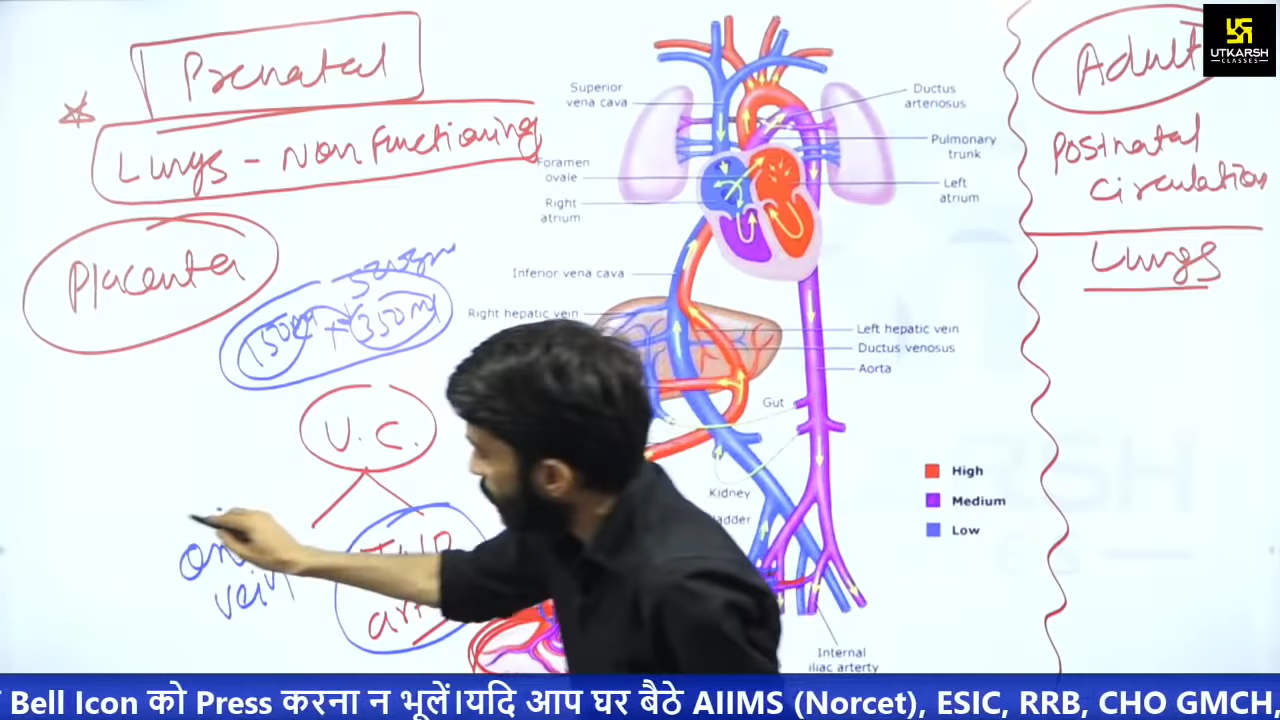 Prenatal
Lungs - Non Functioning
Placenta
150ml + 350ml
U.C.
vein
Adult
Postnatal
Circulation
Lungs
UTKARSH
CLASSES
Superior
vena cava
Foramen
ovale
Right
atrium
Inferior vena cava
Right hepatic vein
Ductus
arteriosus
Pulmonary
trunk
Left
atrium
Left hepatic vein
Ductus venosus
Aorta
Gut
Kidney
High
Medium
Low
Internal
iliac arterty
Bell Icon को Press करना न भूलें।यदि आप घर बैठे AIIMS (Norcet), ESIC, RRB, CHO GMCH,